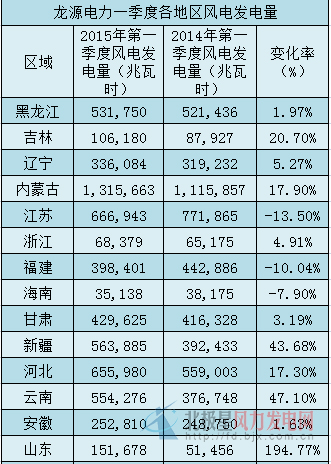 龙源电力一季度各地区风电发电量
区域 2015年第一季度风电发电量（兆瓦时） 2014年第一季度风电发电量（兆瓦时） 变化率（%）
黑龙江 531,750 521,436 1.97%
吉林 106,180 87,927 20.70%
辽宁 336,084 319,232 5.27%
内蒙古 1,315,663 1,115,857 17.90%
江苏 666,943 771,865 -13.50%
浙江 68,379 65,175 4.91%
福建 398,401 442,886 -10.04%
海南 35,138 38,175 -7.90%
甘肃 429,625 416,328 3.19%
新疆 563,885 392,433 43.68%
河北 655,980 559,003 17.30%
云南 554,276 376,748 47.10%
安徽 252,810 248,750 1.63%
山东 151,678 51,456 194.77%
北极星风力发电网
fd.bjx.com.cn